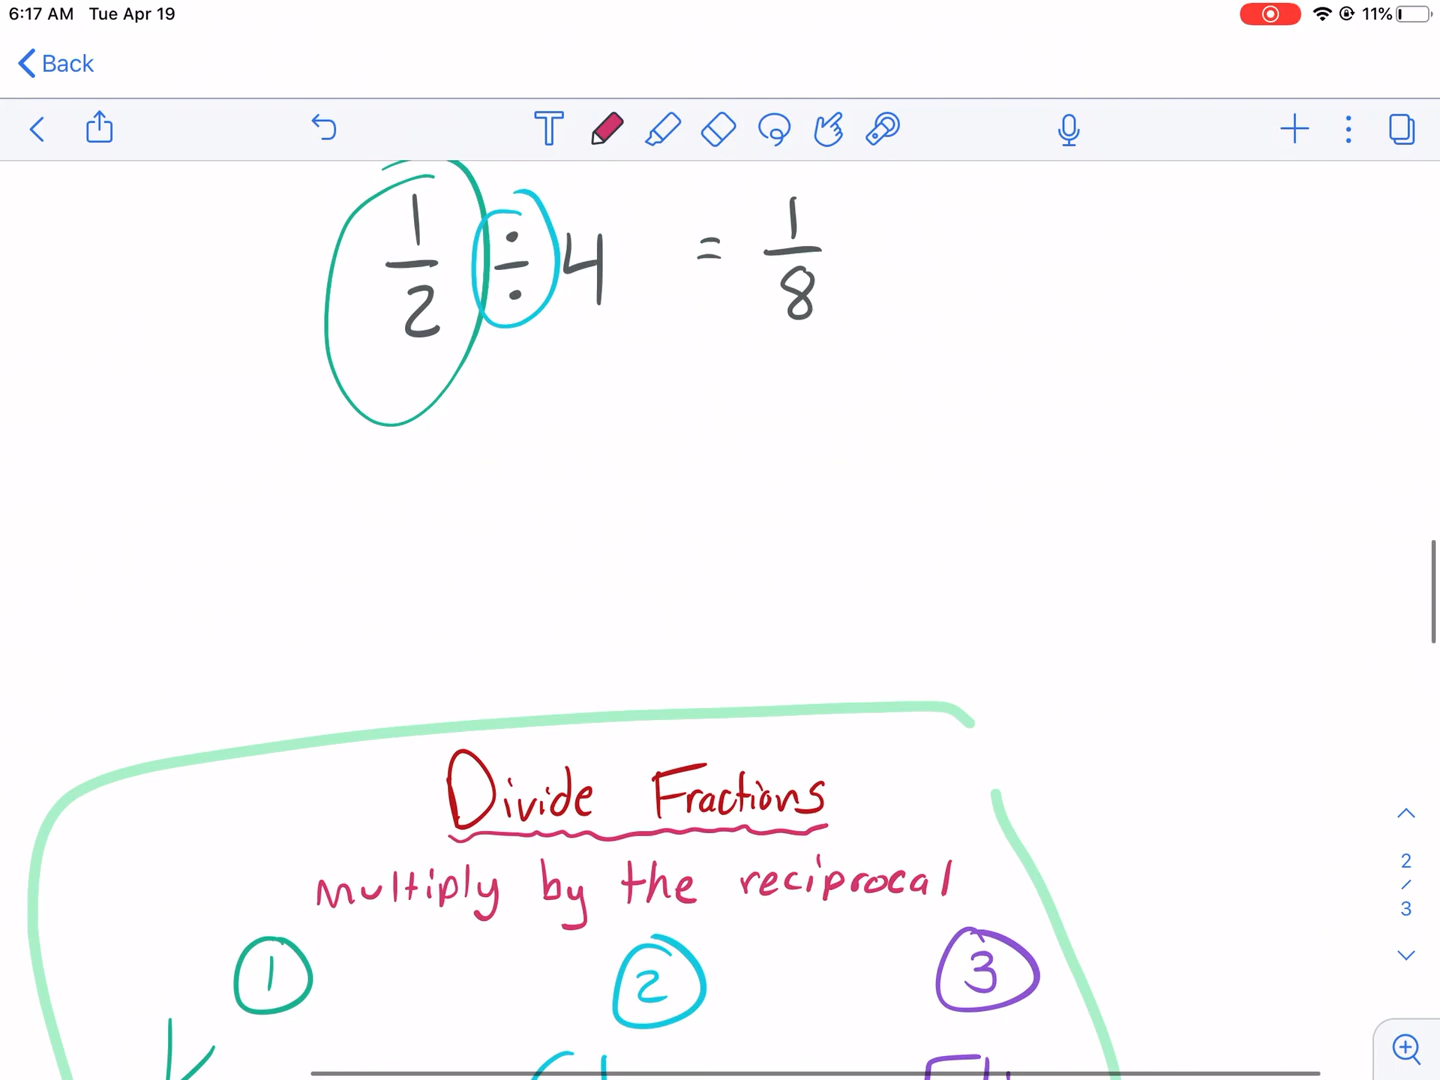 6:17 AM Tue Apr 19
11%
Back
T
1/2 ÷ 4 = 1/8
Divide Fractions
multiply by the reciprocal
1 2 3
2
/
3